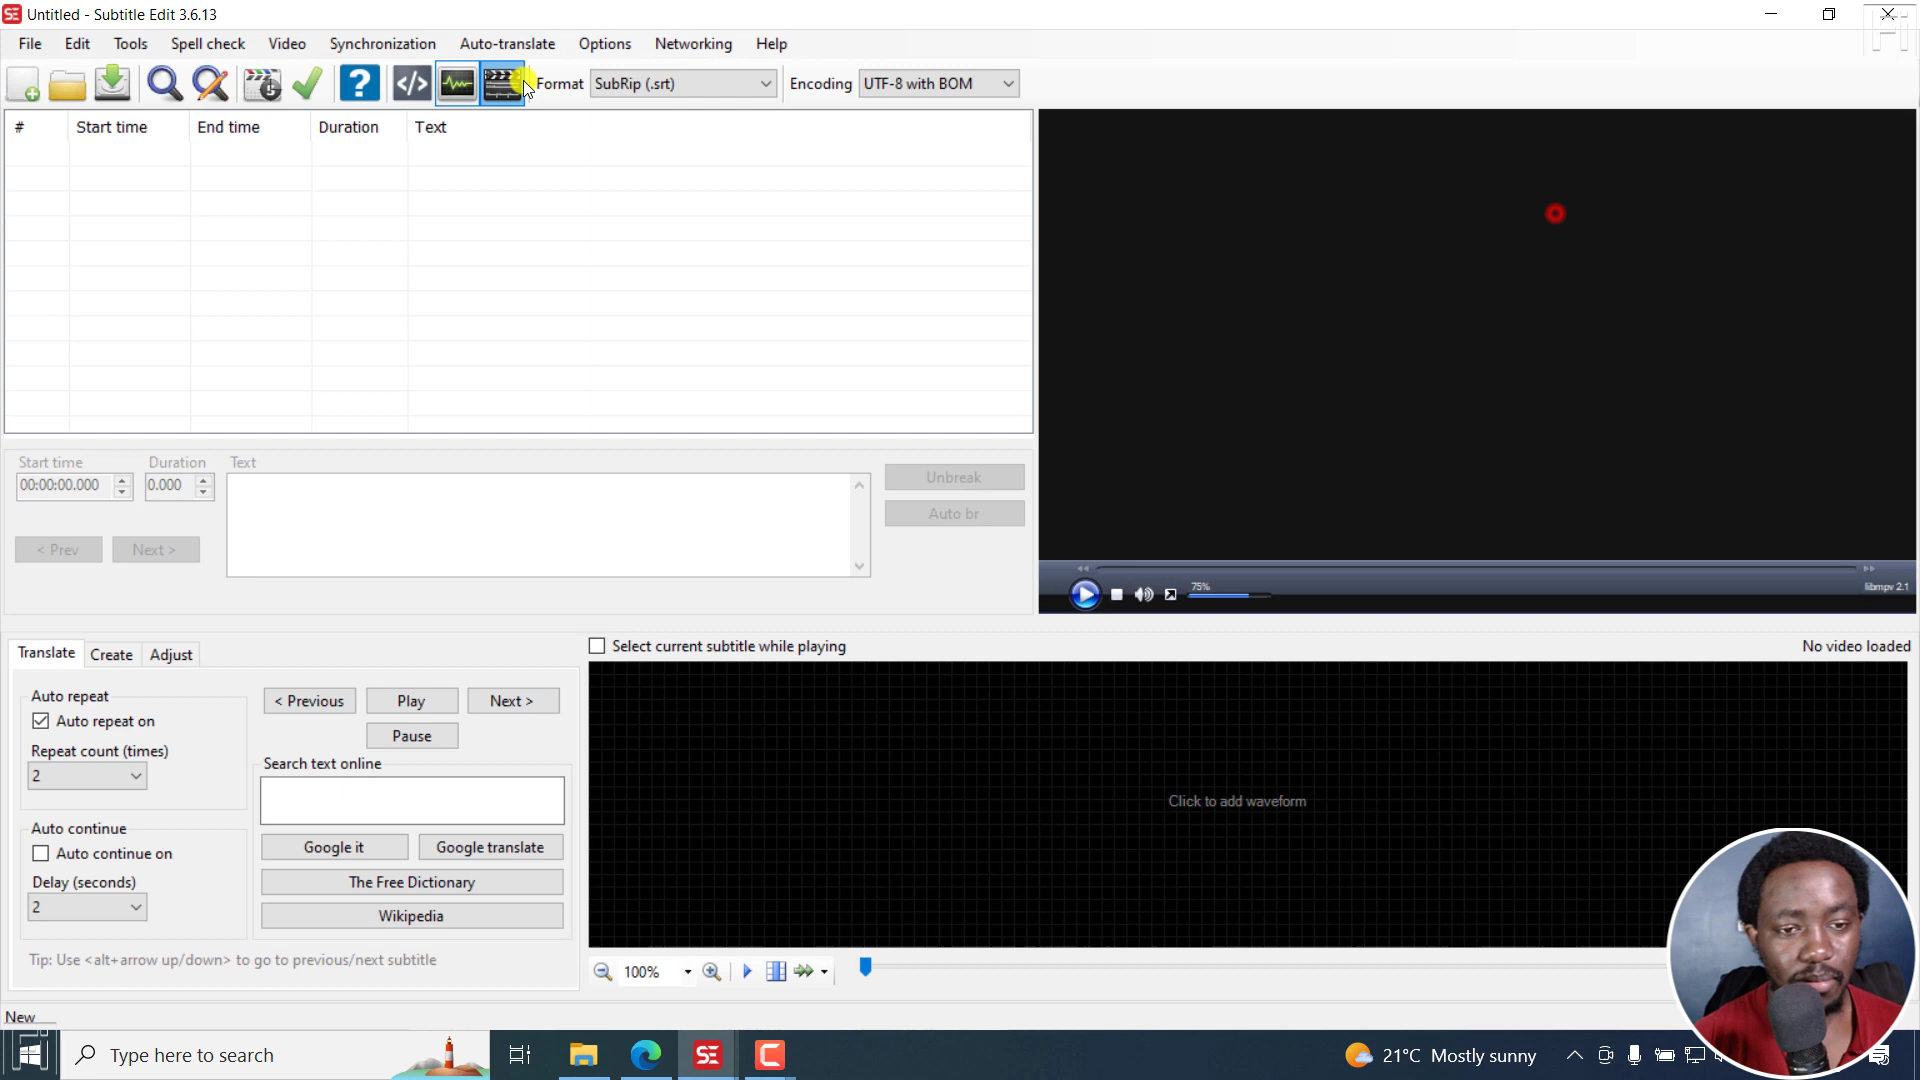 Untitled - Subtitle Edit 3.6.13
File Edit Tools Spell check Video Synchronization Auto-translate Options Networking Help
Format SubRip (.srt) Encoding UTF-8 with BOM
# Start time End time Duration Text
Start time Duration Text
00:00:00.000 0.000
Unbreak
Auto br
< Prev Next >
75%
libmpv 2.1
Translate Create Adjust
Select current subtitle while playing
No video loaded
Auto repeat
Auto repeat on
Repeat count (times)
2
Auto continue
Auto continue on
Delay (seconds)
2
< Previous Play Next >
Pause
Search text online
Google it Google translate
The Free Dictionary
Wikipedia
Tip: Use <alt+arrow up/down> to go to previous/next subtitle
Click to add waveform
100%
New
Type here to search
SE
21°C Mostly sunny